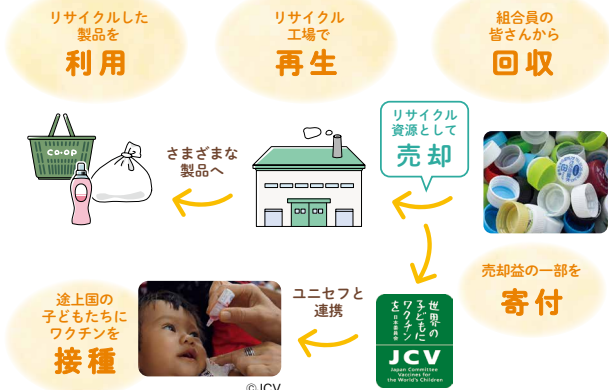 リサイクルした
製品を
利用
リサイクル
工場で
再生
組合員の
皆さんから
回収
リサイクル
資源として
売却
CO·OP
さまざまな
製品へ
売却益の一部を
寄付
途上国の
子どもたちに
ワクチンを
接種
ユニセフと
連携
世界の
子どもに
ワクチンを
日本委員会
JCV
Japan Committee
Vaccines for
the World's Children
©JCV